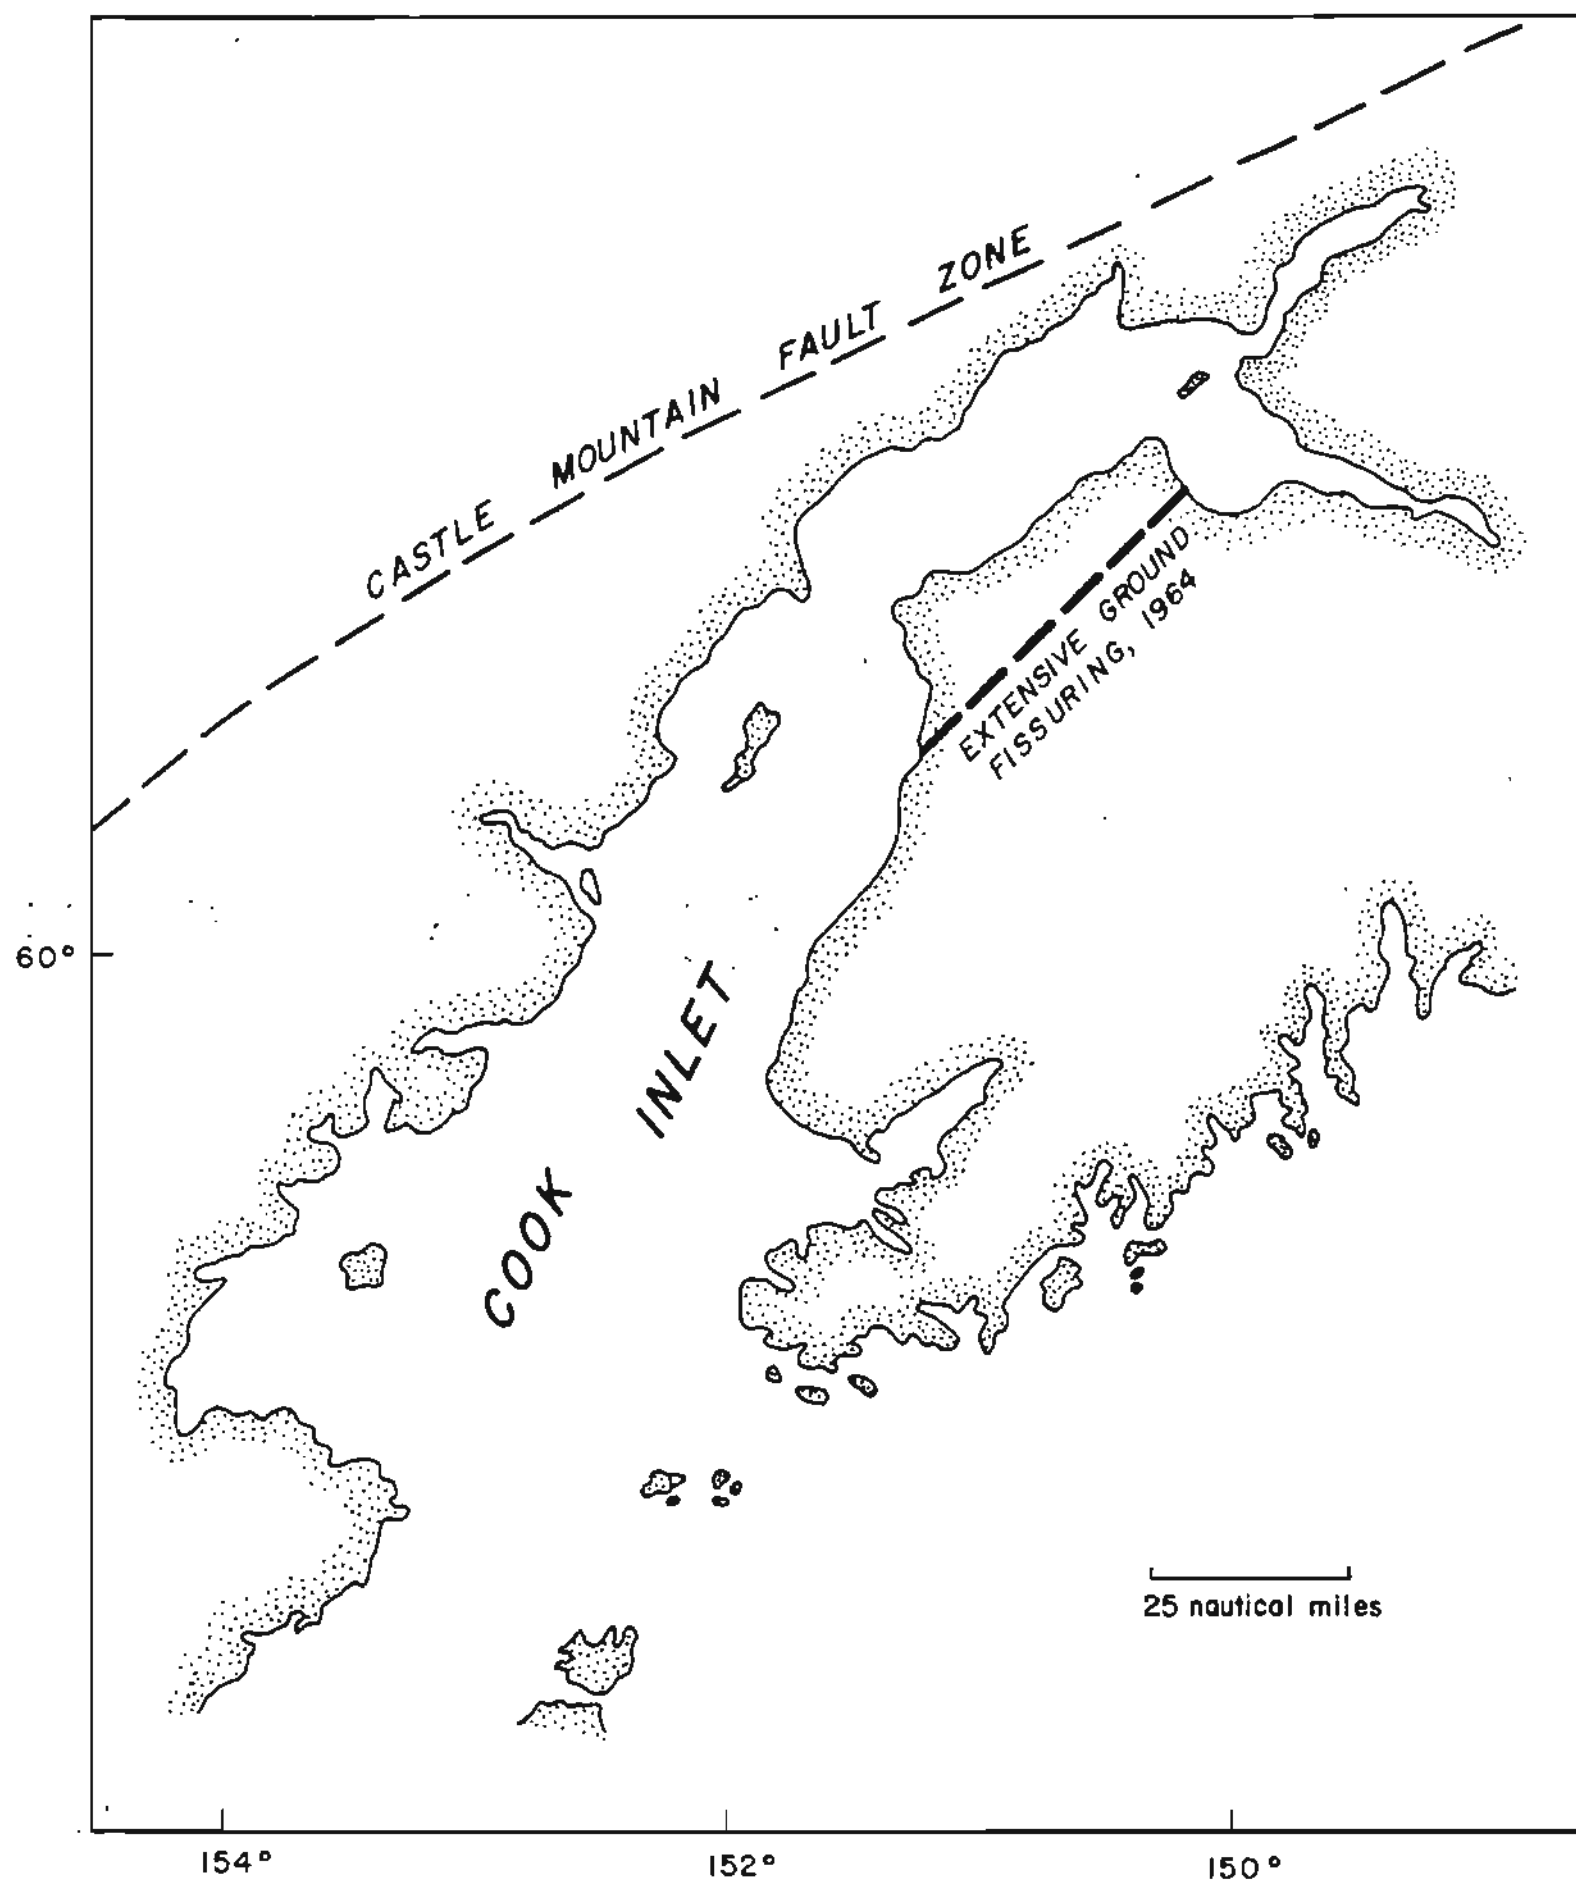 CASTLE MOUNTAIN FAULT ZONE
EXTENSIVE GROUND
FISSURING, 1964
60°
COOK INLET
25 nautical miles
154° 152° 150°